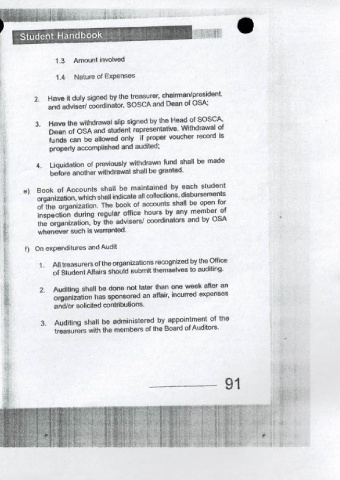 Student Handbook
1.3 Amount involved
1.4 Nature of Expenses
2. Have it duly signed by the treasurer, chairman/president,
and adviser/ coordinator, SOSCA and Dean of OSA;
3. Have the withdrawal slip signed by the Head of SOSCA,
Dean of OSA and student representative. Withdrawal of
funds can be allowed only if proper voucher record is
properly accomplished and audited;
4. Liquidation of previously withdrawn fund shall be made
before another withdrawal shall be granted.
e) Book of Accounts shall be maintained by each student
organization, which shall indicate all collections, disbursements
of the organization. The book of accounts shall be open for
inspection during regular office hours by any member of
the organization, by the advisers/ coordinators and by OSA
whenever such is warranted.
f) On expenditures and Audit
1. All treasurers of the organizations recognized by the Office
of Student Affairs should submit themselves to auditing.
2. Auditing shall be done not later than one week after an
organization has sponsored an affair, incurred expenses
and/or solicited contributions.
3. Auditing shall be administered by appointment of the
treasurers with the members of the Board of Auditors.
91